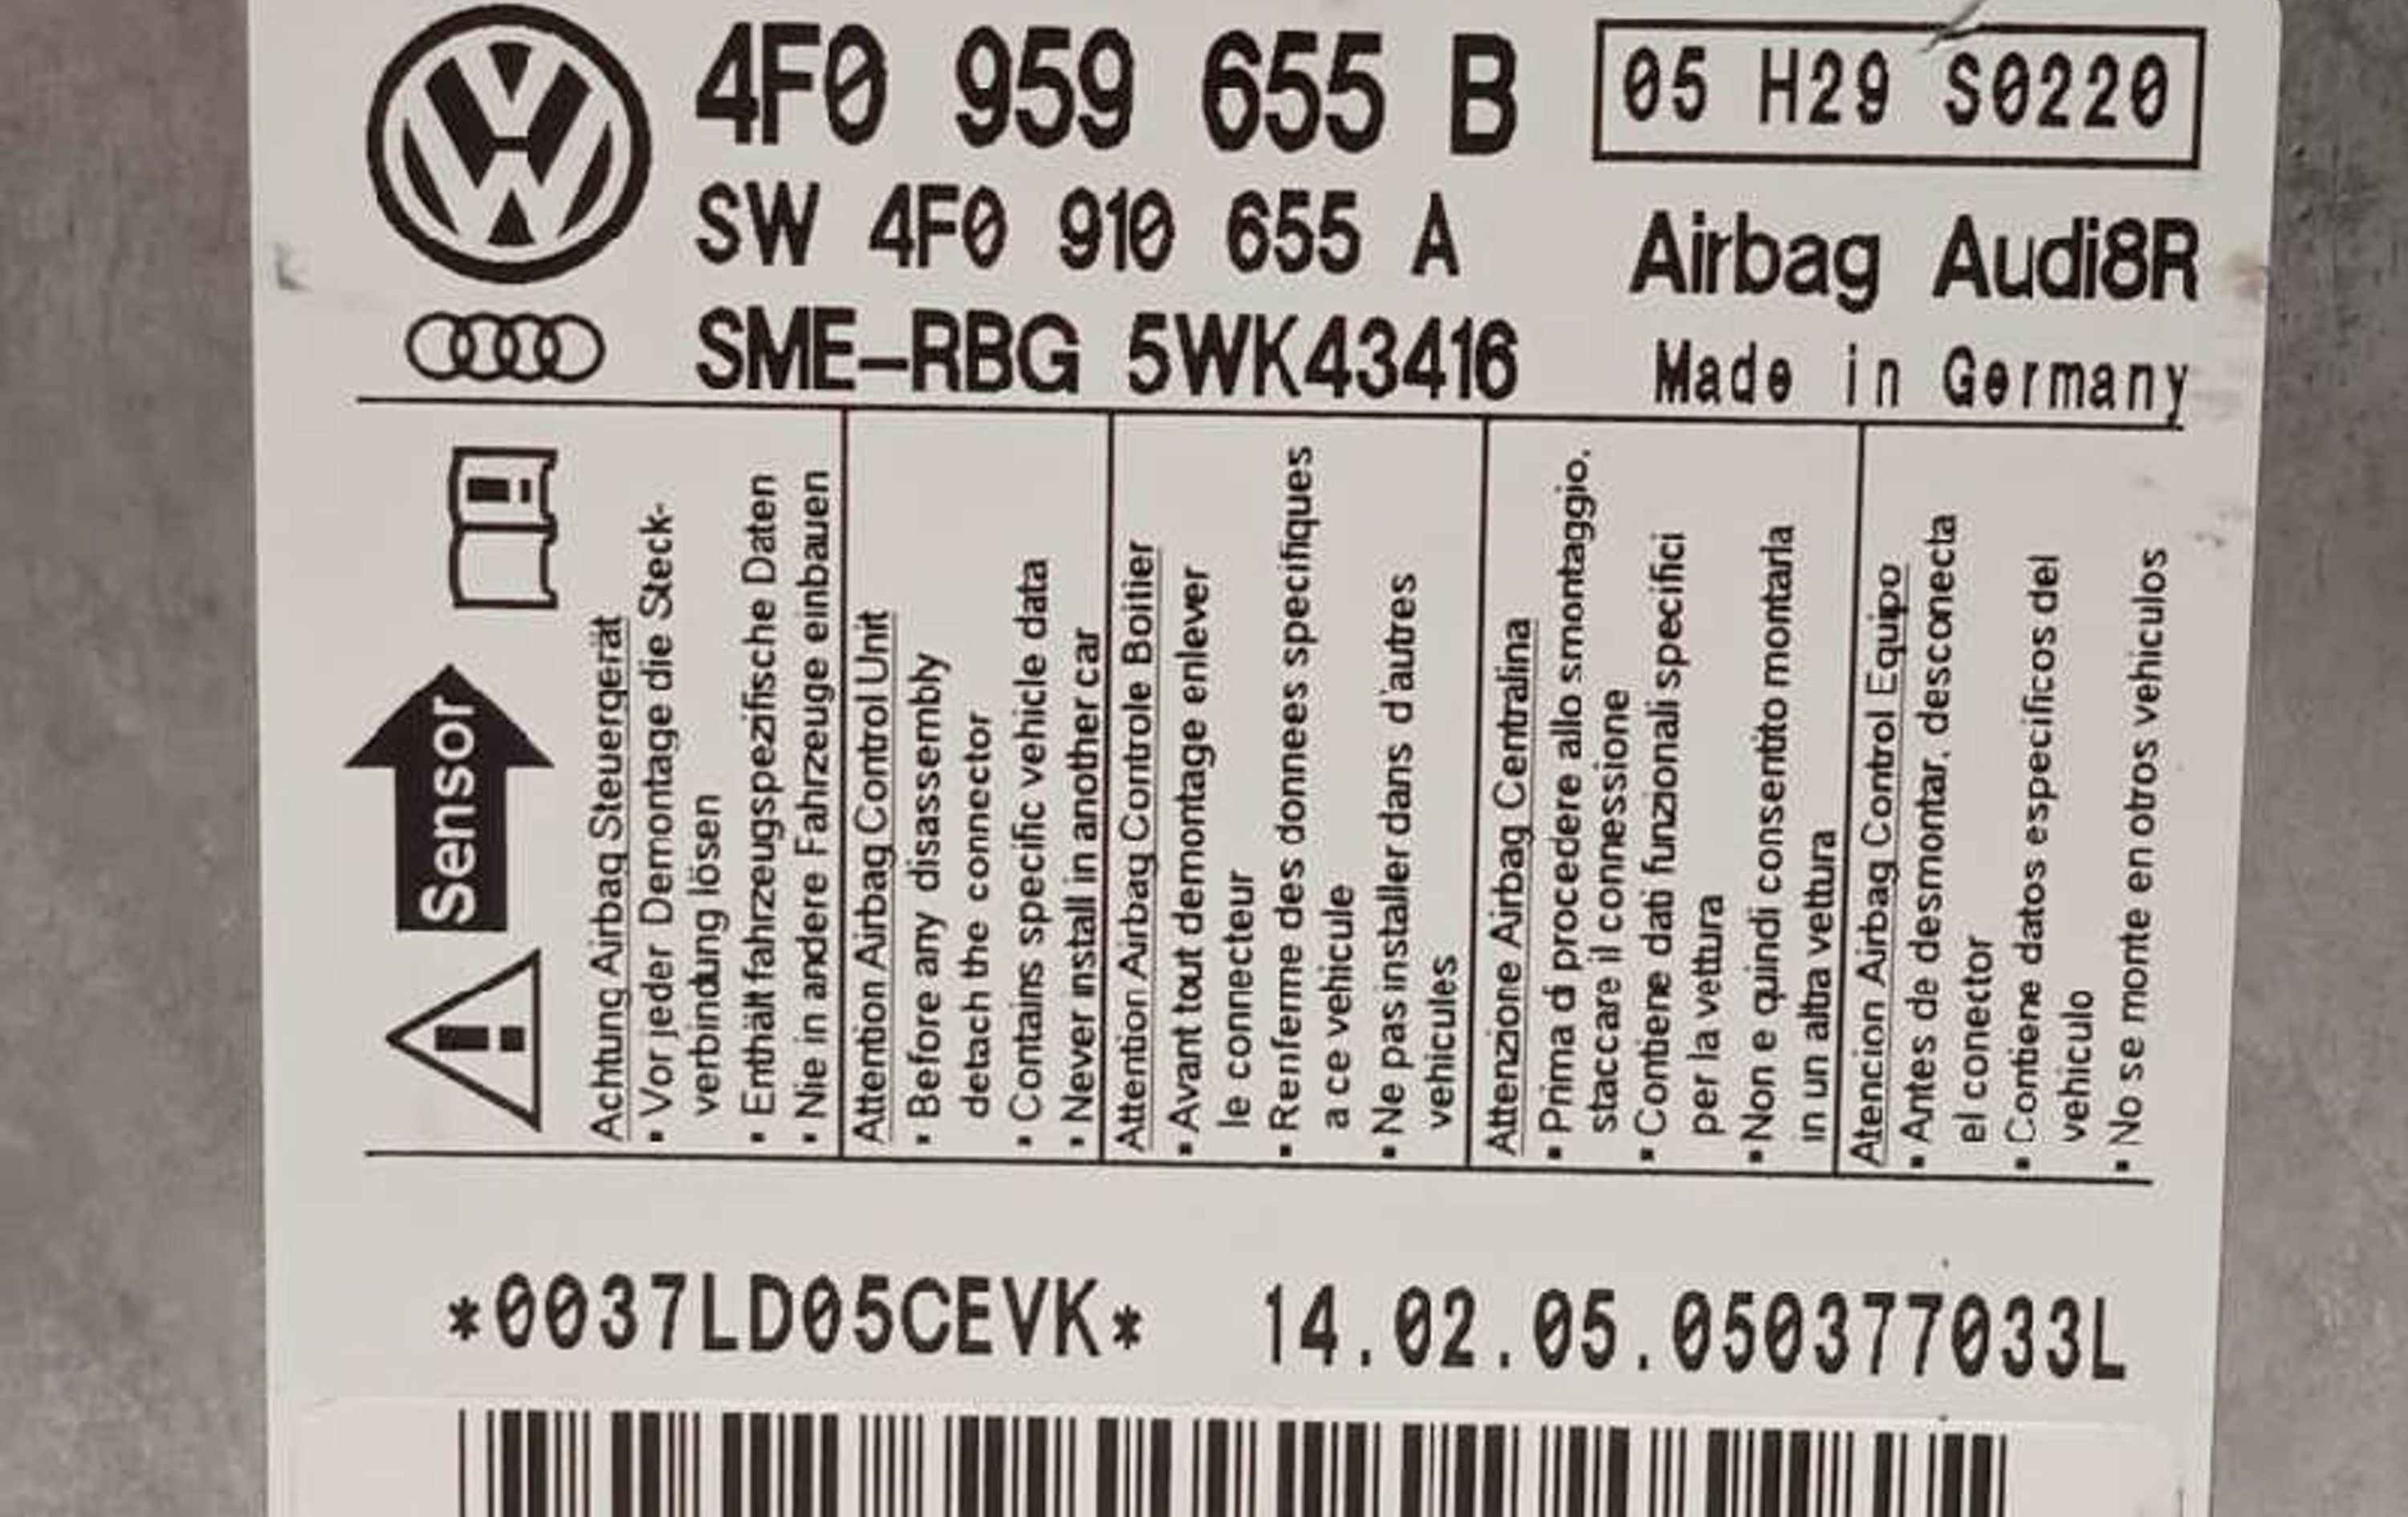 4F0 959 655 B
05 H29 S0220
SW 4F0 910 655 A
Airbag Audi8R
SME-RBG 5WK43416
Made in Germany
Sensor
Achtung Airbag Steuergerät
▪ Vor jeder Demontage die Steck-
verbindung lösen
▪ Enthält fahrzeugspezifische Daten
▪ Nie in andere Fahrzeuge einbauen
Attention Airbag Control Unit
▪ Before any disassembly
detach the connector
▪ Contains specific vehicle data
▪ Never install in another car
Attention Airbag Controle Boitier
▪ Avant tout demontage enlever
le connecteur
▪ Renferme des donnees specifiques
a ce vehicule
▪ Ne pas installer dans d'autres
vehicules
Attenzione Airbag Centralina
▪ Prima di procedere allo smontaggio,
staccare il connessione
▪ Contiene dati funzionali specifici
per la vettura
▪ Non e quindi consentito montarla
in un altra vettura
Atencion Airbag Control Equipo
▪ Antes de desmontar, desconecta
el conector
▪ Contiene datos especificos del
vehiculo
▪ No se monte en otros vehiculos
*0037LD05CEVK* 14.02.05.050377033L